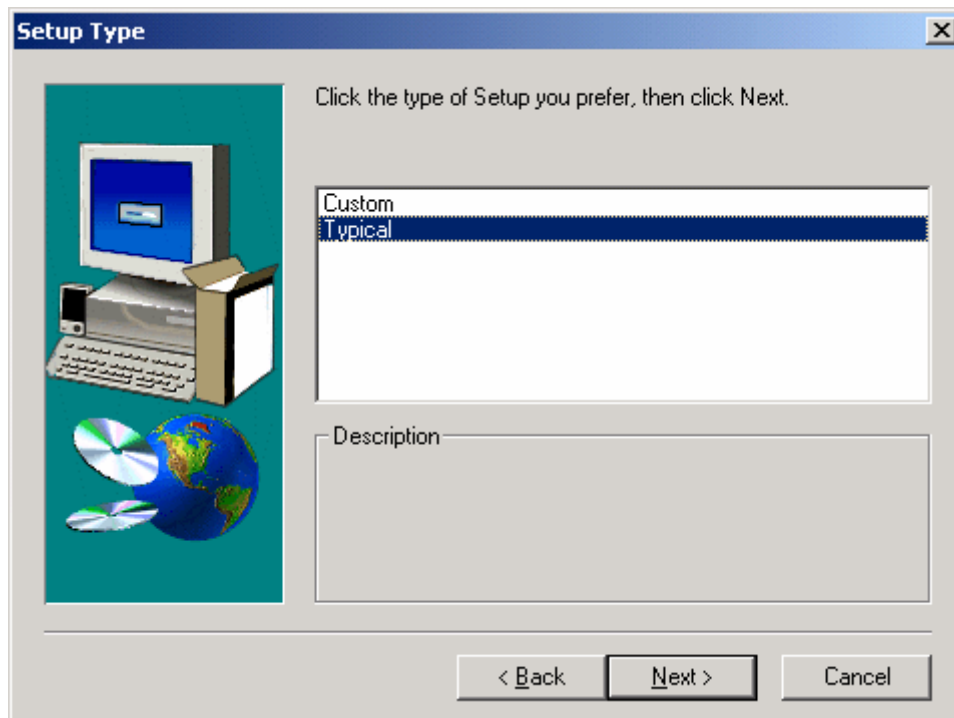 Setup Type
Click the type of Setup you prefer, then click Next.
Custom
Typical
Description
< Back
Next >
Cancel